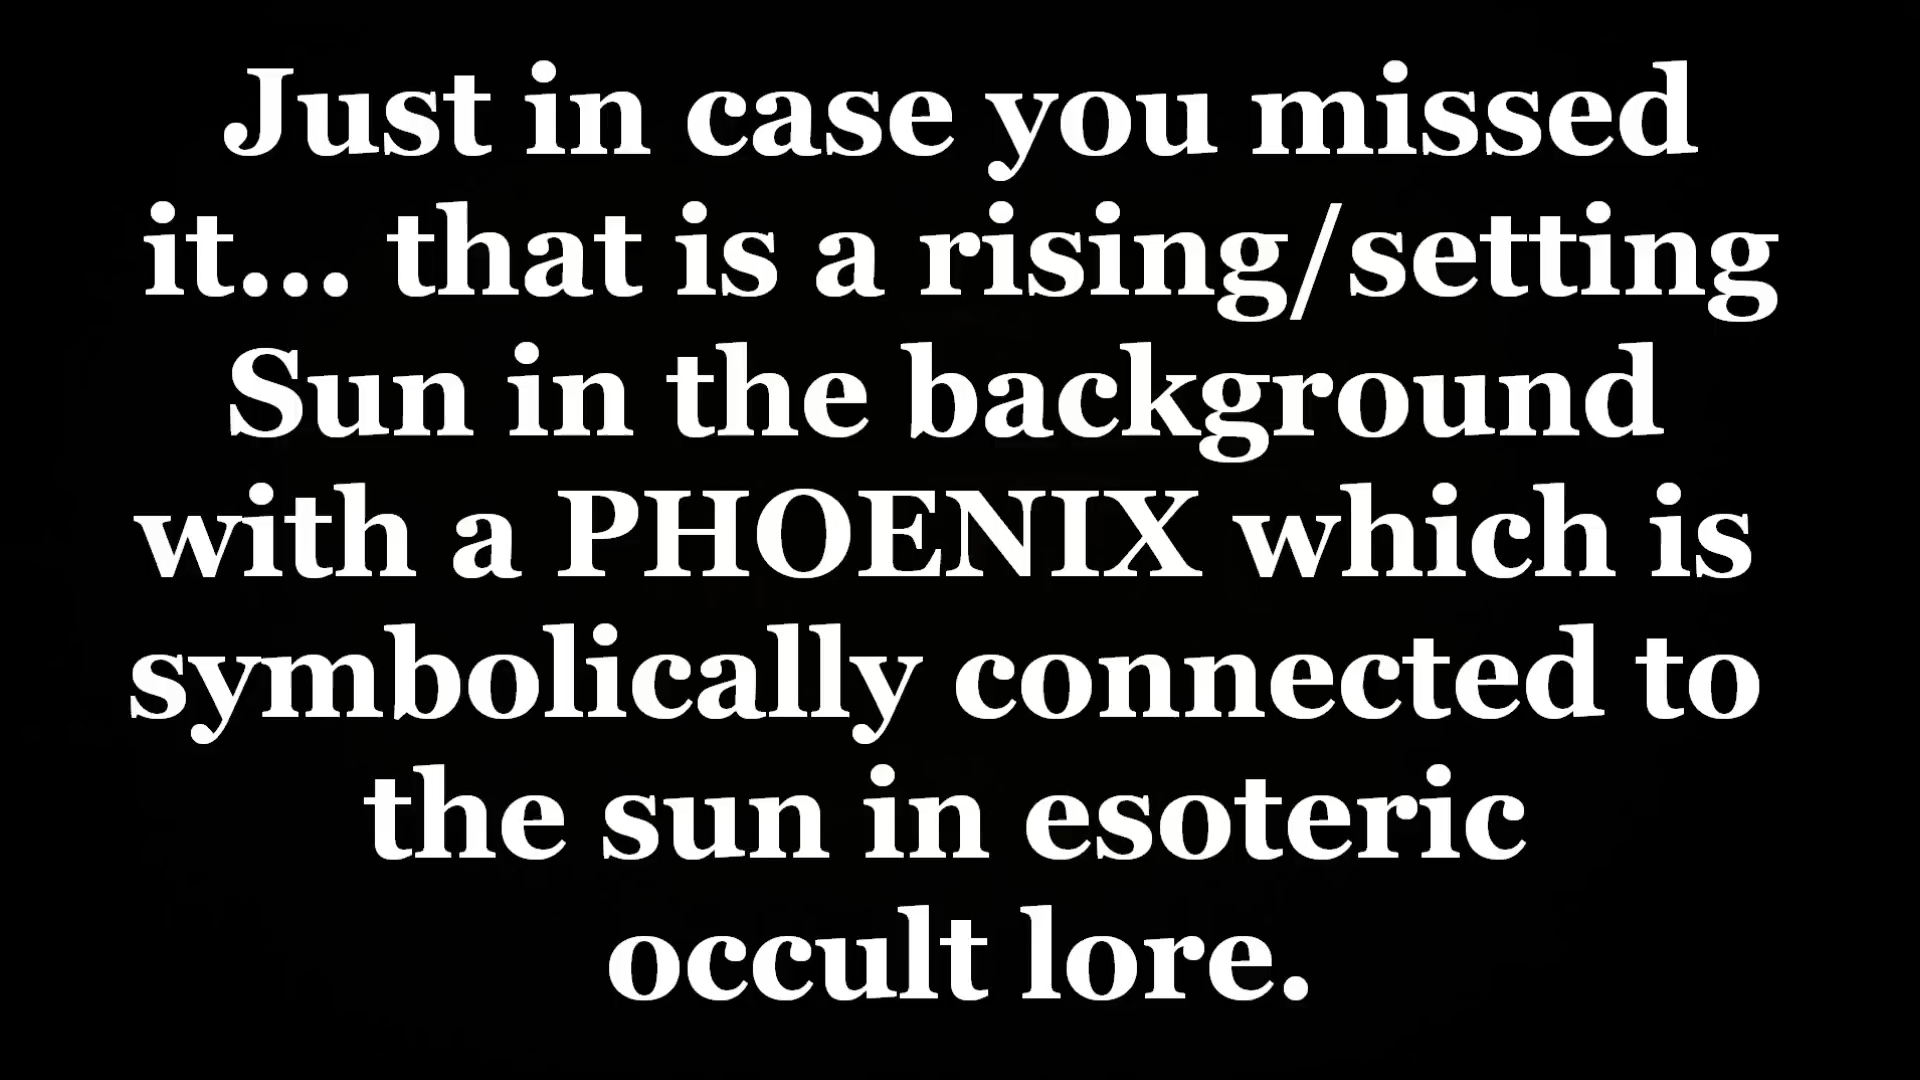 Just in case you missed
it... that is a rising/setting
Sun in the background
with a PHOENIX which is
symbolically connected to
the sun in esoteric
occult lore.